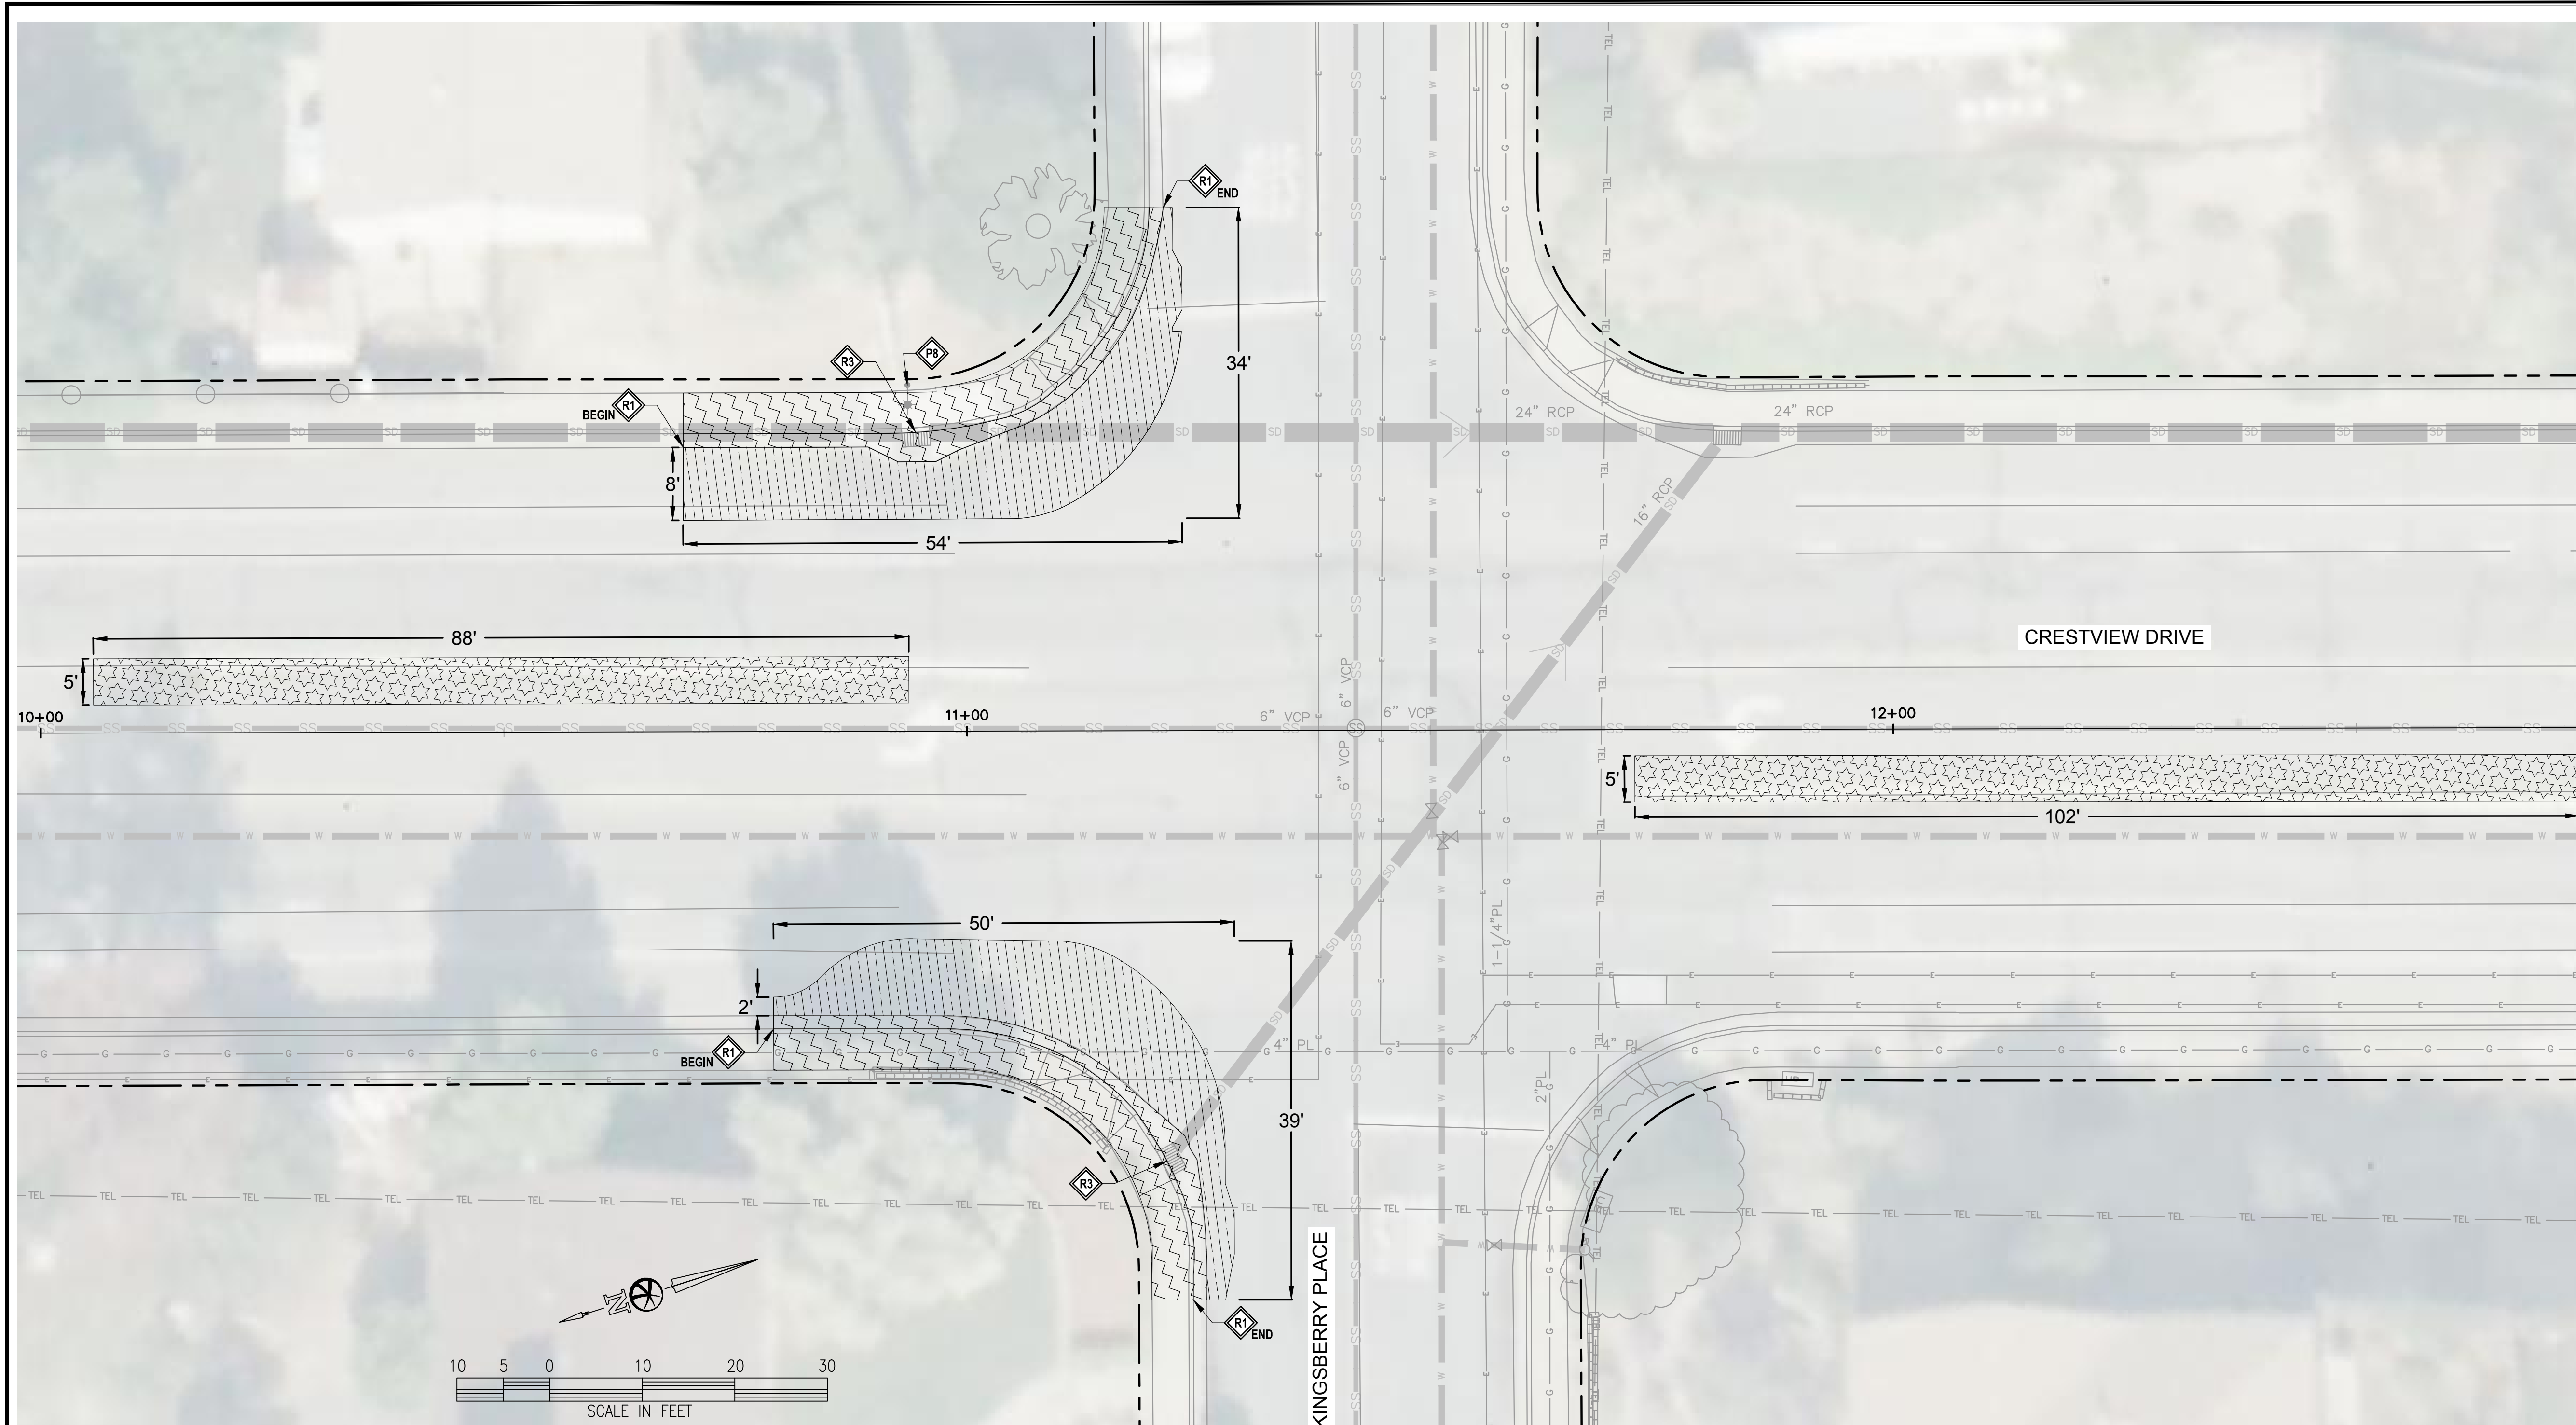 R1
END
34'
R3
P8
R1
BEGIN
24" RCP
24" RCP
8'
16" RCP
54'
CRESTVIEW DRIVE
88'
5'
10+00
11+00
12+00
6" VCP
6" VCP
6" VCP
6" VCP
5'
102'
50'
1-1/4"PL
2'
R1
BEGIN
4" PL
4" PL
2"PL
39'
R3
KINGSBERRY PLACE
N
R1
END
10 5 0 10 20 30
SCALE IN FEET
SD
SS
W
G
TEL
E